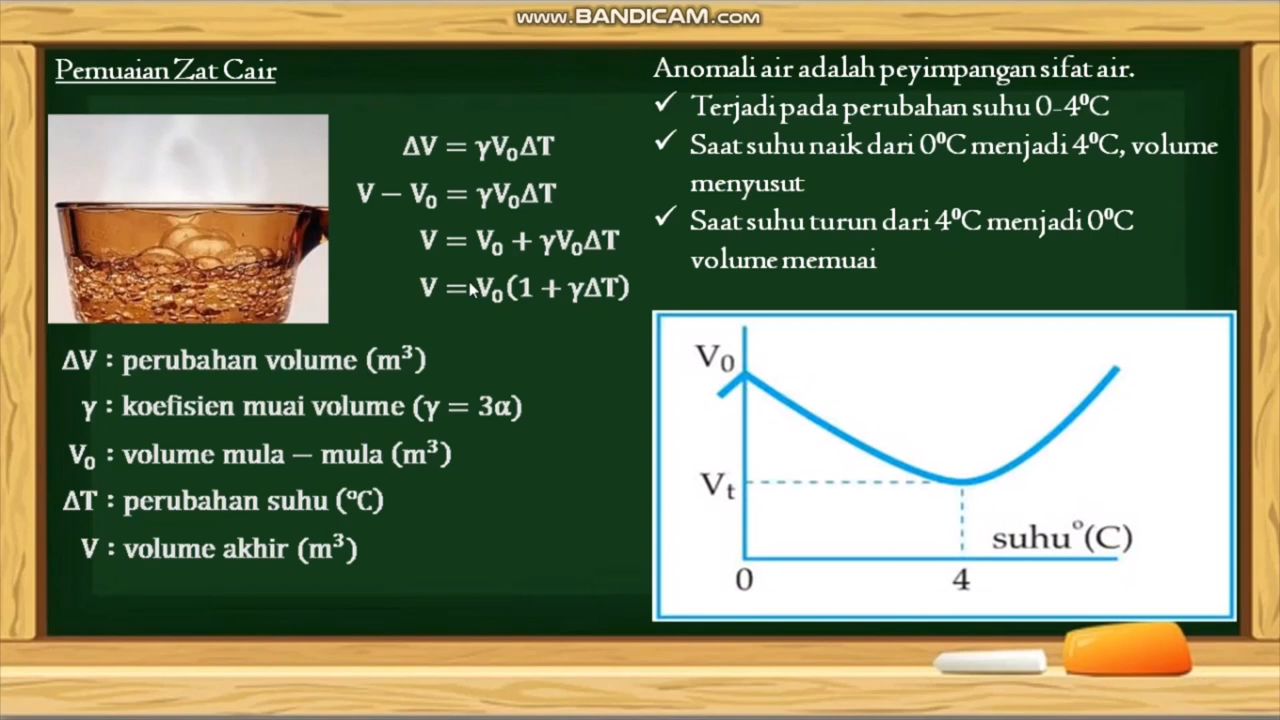 www.BANDICAM.com
Pemuaian Zat Cair
ΔV = γV₀ΔT
V − V₀ = γV₀ΔT
V = V₀ + γV₀ΔT
V = V₀(1 + γΔT)
ΔV : perubahan volume (m³)
γ : koefisien muai volume (γ = 3α)
V₀ : volume mula − mula (m³)
ΔT : perubahan suhu (°C)
V : volume akhir (m³)
Anomali air adalah peyimpangan sifat air.
✓ Terjadi pada perubahan suhu 0-4⁰C
✓ Saat suhu naik dari 0⁰C menjadi 4⁰C, volume
menyusut
✓ Saat suhu turun dari 4⁰C menjadi 0⁰C
volume memuai
V₀
Vₜ
suhu°(C)
0 4